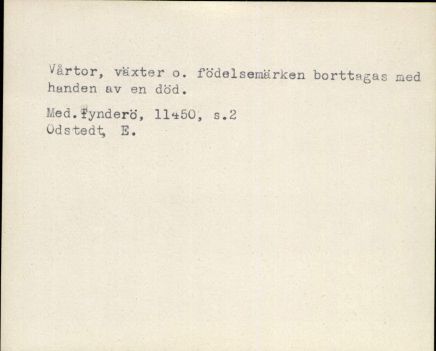 Vårtor, växter o. födelsemärken borttagas med
handen av en död.
Med. Fynderö, 11450, s.2
Odstedt, E.